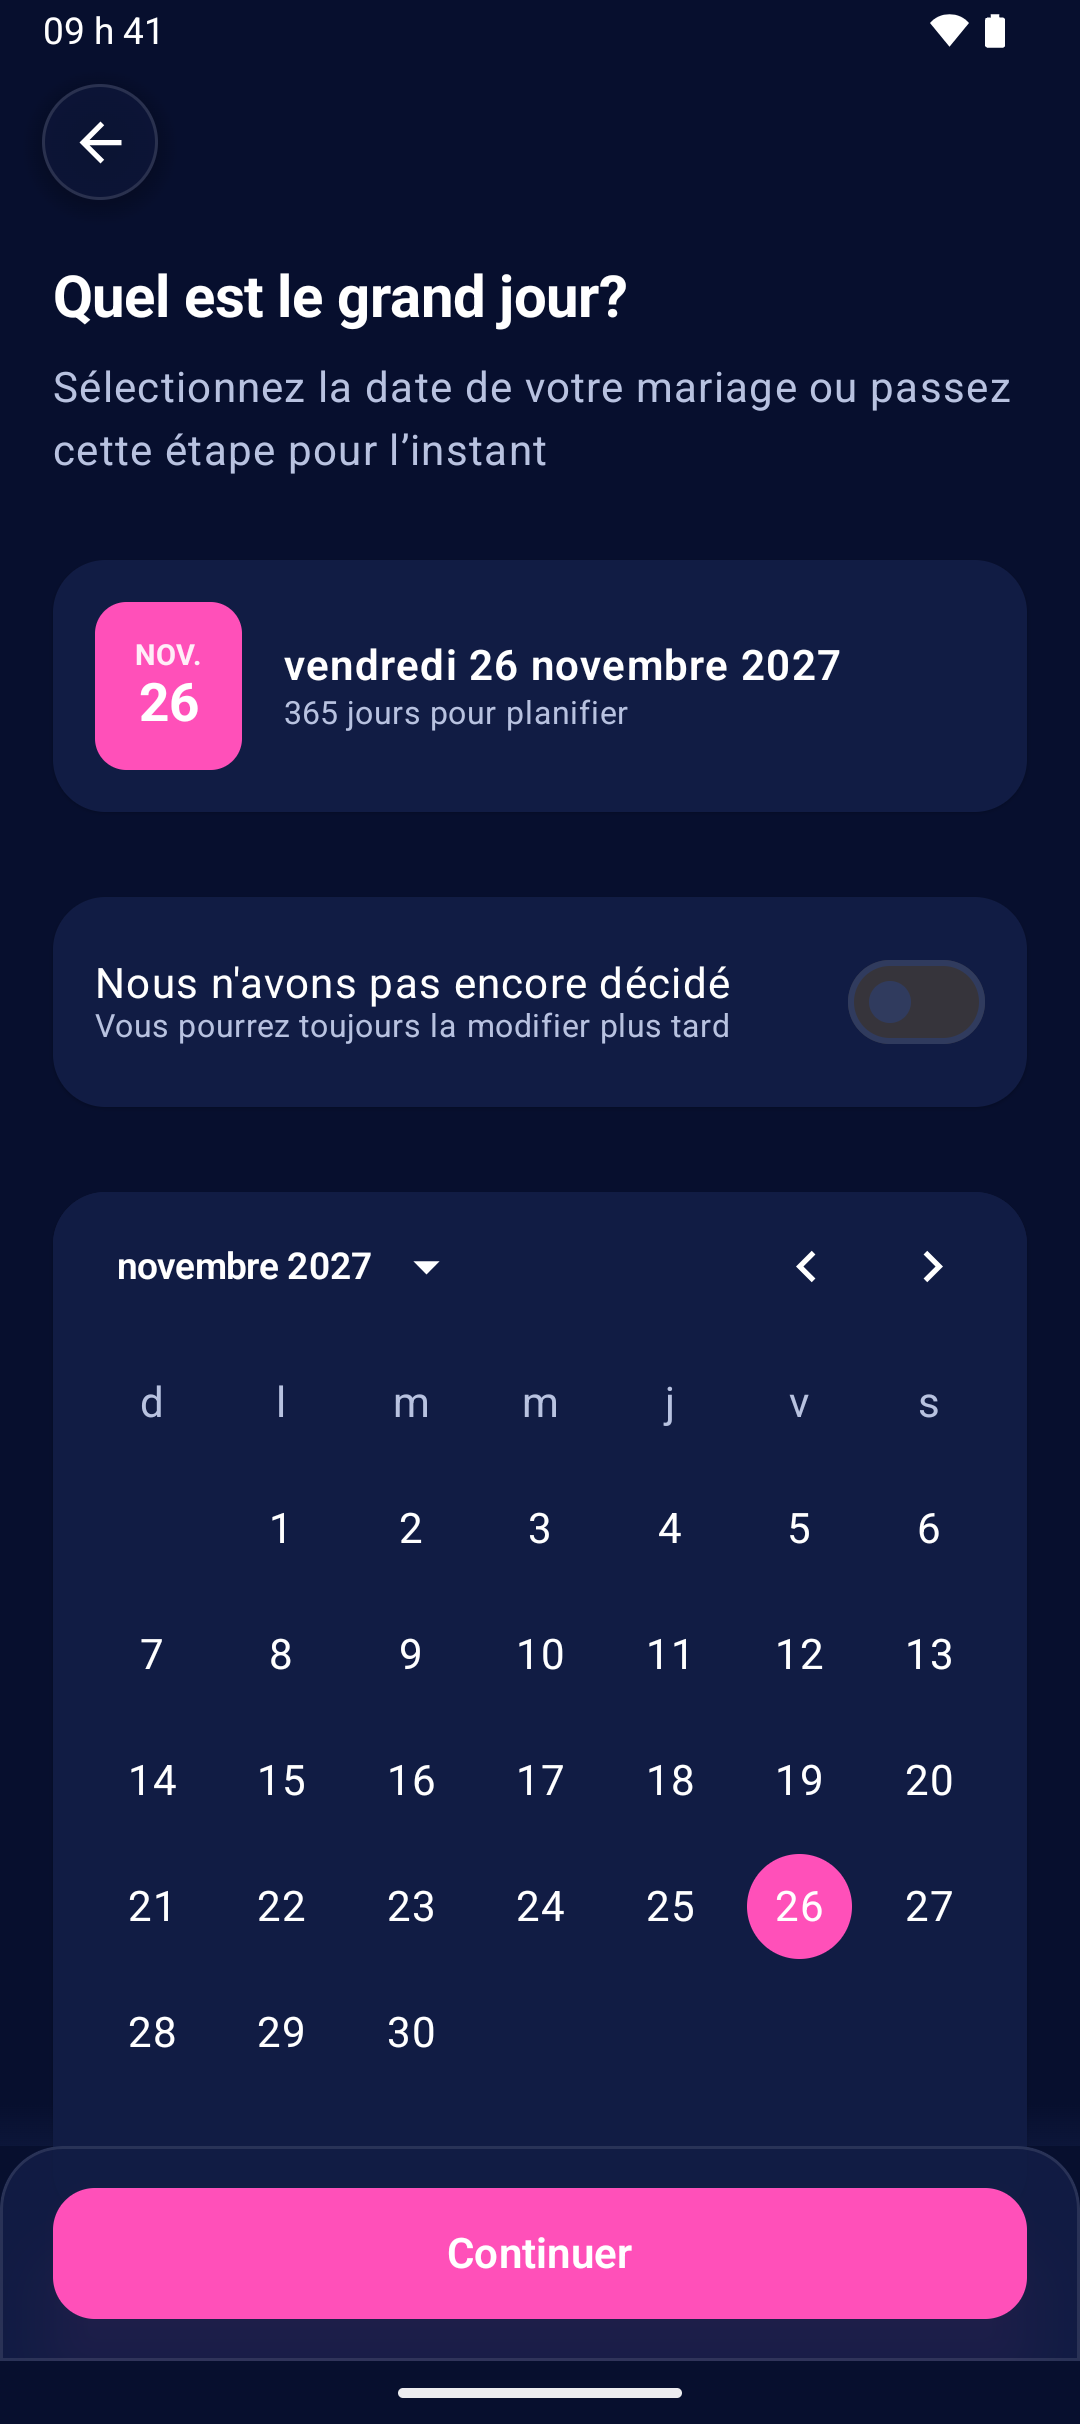 09 h 41
Quel est le grand jour?
Sélectionnez la date de votre mariage ou passez
cette étape pour l’instant
NOV.
26
vendredi 26 novembre 2027
365 jours pour planifier
Nous n'avons pas encore décidé
Vous pourrez toujours la modifier plus tard
novembre 2027
d l m m j v s
1 2 3 4 5 6
7 8 9 10 11 12 13
14 15 16 17 18 19 20
21 22 23 24 25 26 27
28 29 30
Continuer